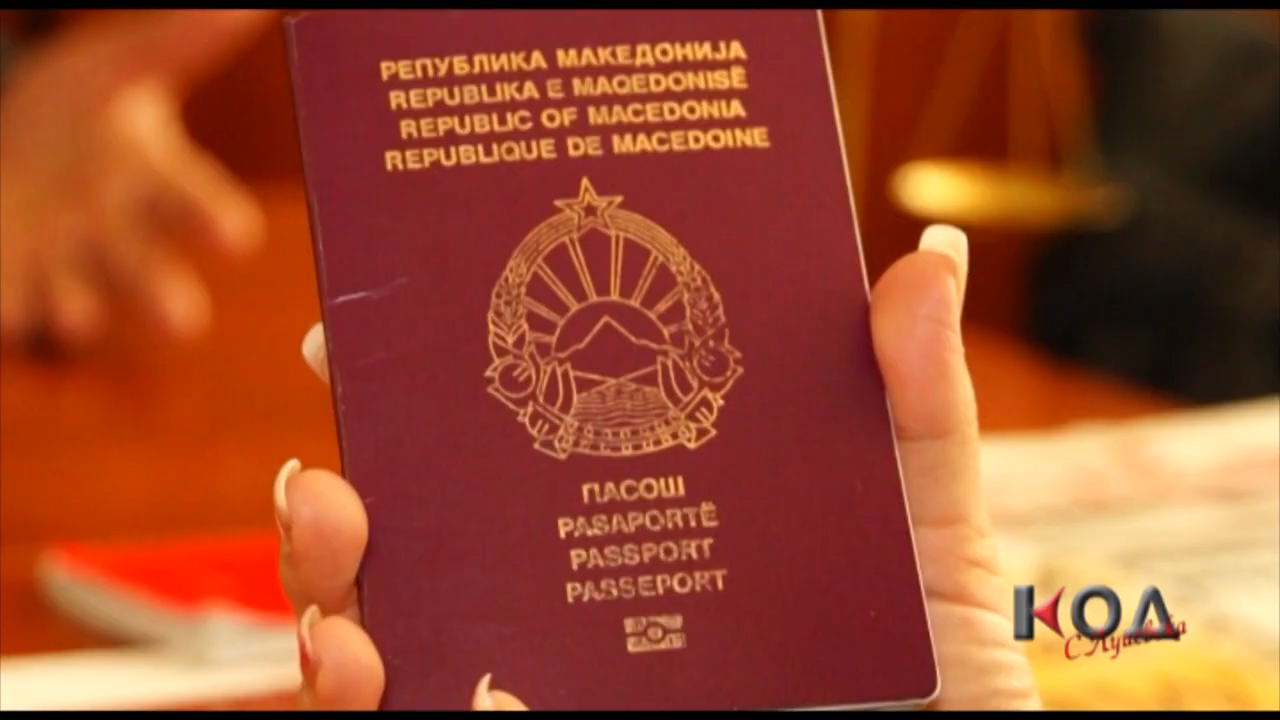 РЕПУБЛИКА МАКЕДОНИЈА
REPUBLIKA E MAQEDONISË
REPUBLIC OF MACEDONIA
REPUBLIQUE DE MACEDOINE
ПАСОШ
PASAPORTË
PASSPORT
PASSEPORT
КОД